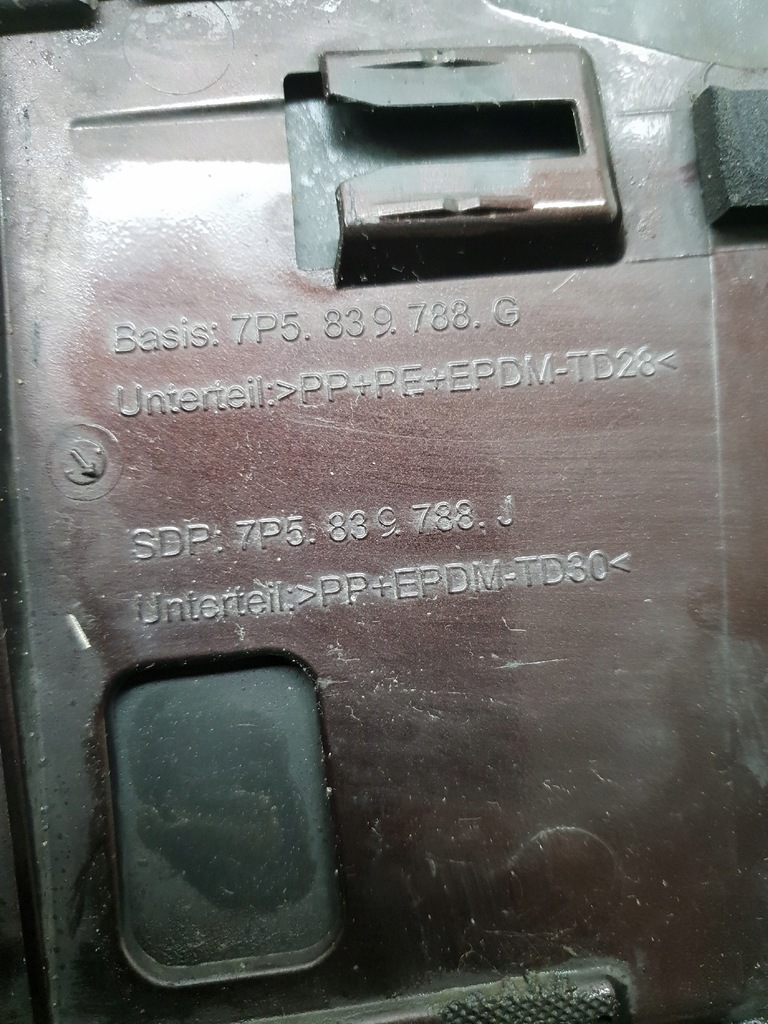 Basis: 7P5. 839. 788. G
Unterteil:>PP+PE+EPDM-TD28<
SDP: 7P5. 839. 788. J
Unterteil:>PP+EPDM-TD30<